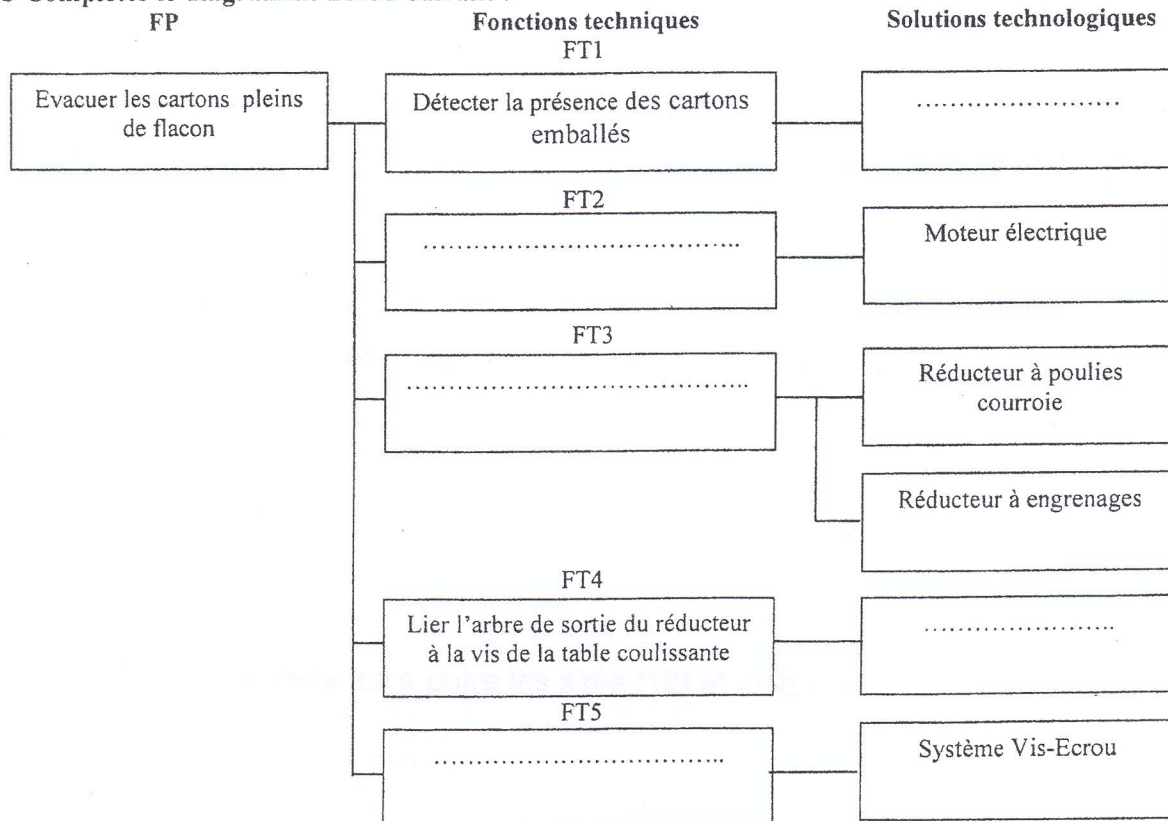 FP
Fonctions techniques
Solutions technologiques
FT1
Evacuer les cartons pleins
de flacon
Détecter la présence des cartons
emballés
........................
FT2
........................................
Moteur électrique
FT3
........................................
Réducteur à poulies
courroie
Réducteur à engrenages
FT4
Lier l'arbre de sortie du réducteur
à la vis de la table coulissante
........................
FT5
..................................
Système Vis-Ecrou